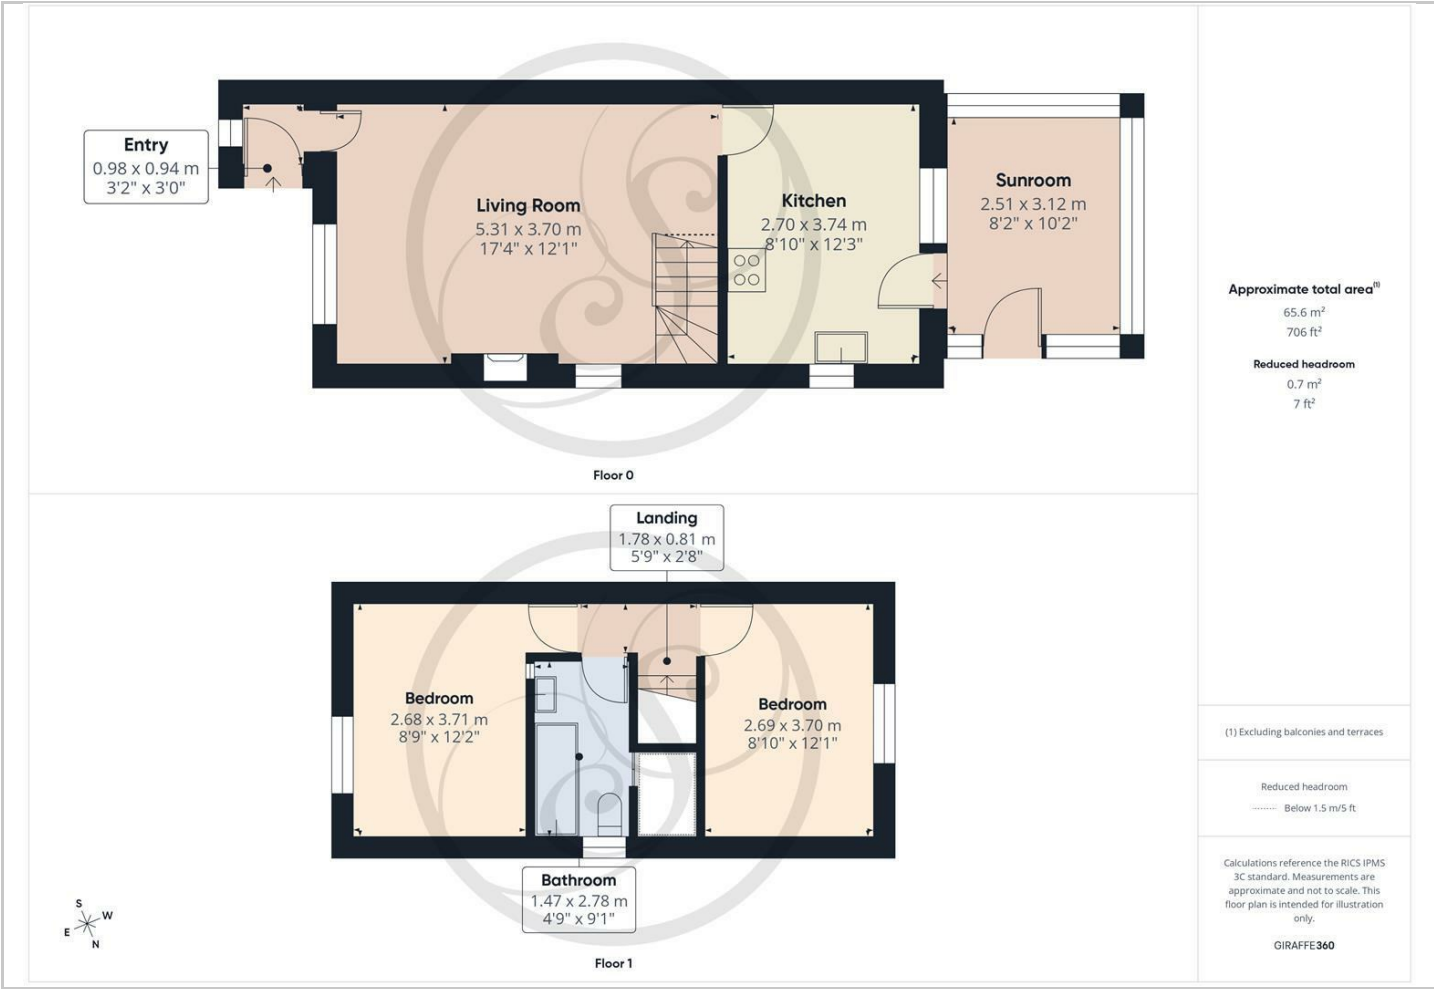 Entry
0.98 x 0.94 m
3'2" x 3'0"
Living Room
5.31 x 3.70 m
17'4" x 12'1"
Kitchen
2.70 x 3.74 m
8'10" x 12'3"
Sunroom
2.51 x 3.12 m
8'2" x 10'2"
Floor 0
Landing
1.78 x 0.81 m
5'9" x 2'8"
Bedroom
2.68 x 3.71 m
8'9" x 12'2"
Bedroom
2.69 x 3.70 m
8'10" x 12'1"
Bathroom
1.47 x 2.78 m
4'9" x 9'1"
Floor 1
S
W
E
N
Approximate total area(1)
65.6 m²
706 ft²
Reduced headroom
0.7 m²
7 ft²
(1) Excluding balconies and terraces
Reduced headroom
Below 1.5 m/5 ft
Calculations reference the RICS IPMS
3C standard. Measurements are
approximate and not to scale. This
floor plan is intended for illustration
only.
GIRAFFE360